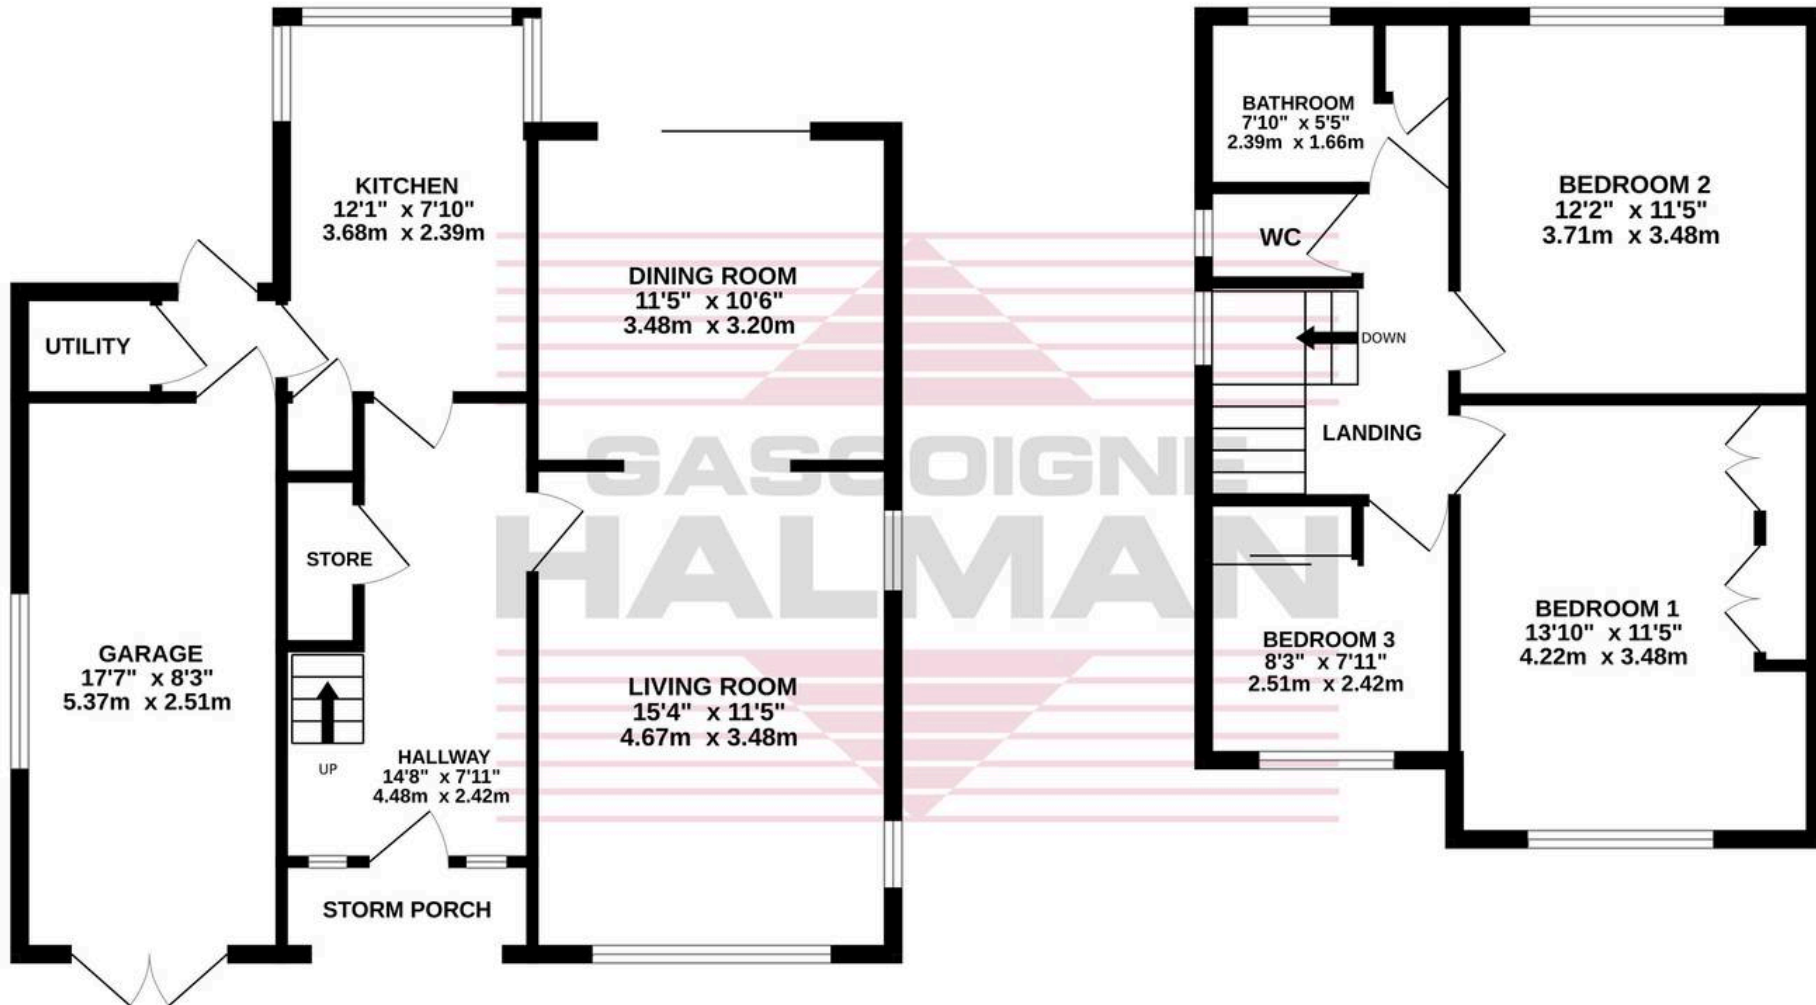 KITCHEN
12'1" x 7'10"
3.68m x 2.39m
DINING ROOM
11'5" x 10'6"
3.48m x 3.20m
UTILITY
STORE
GARAGE
17'7" x 8'3"
5.37m x 2.51m
UP
HALLWAY
14'8" x 7'11"
4.48m x 2.42m
LIVING ROOM
15'4" x 11'5"
4.67m x 3.48m
STORM PORCH
GASCOIGNE
HALMAN
BATHROOM
7'10" x 5'5"
2.39m x 1.66m
WC
BEDROOM 2
12'2" x 11'5"
3.71m x 3.48m
DOWN
LANDING
BEDROOM 3
8'3" x 7'11"
2.51m x 2.42m
BEDROOM 1
13'10" x 11'5"
4.22m x 3.48m